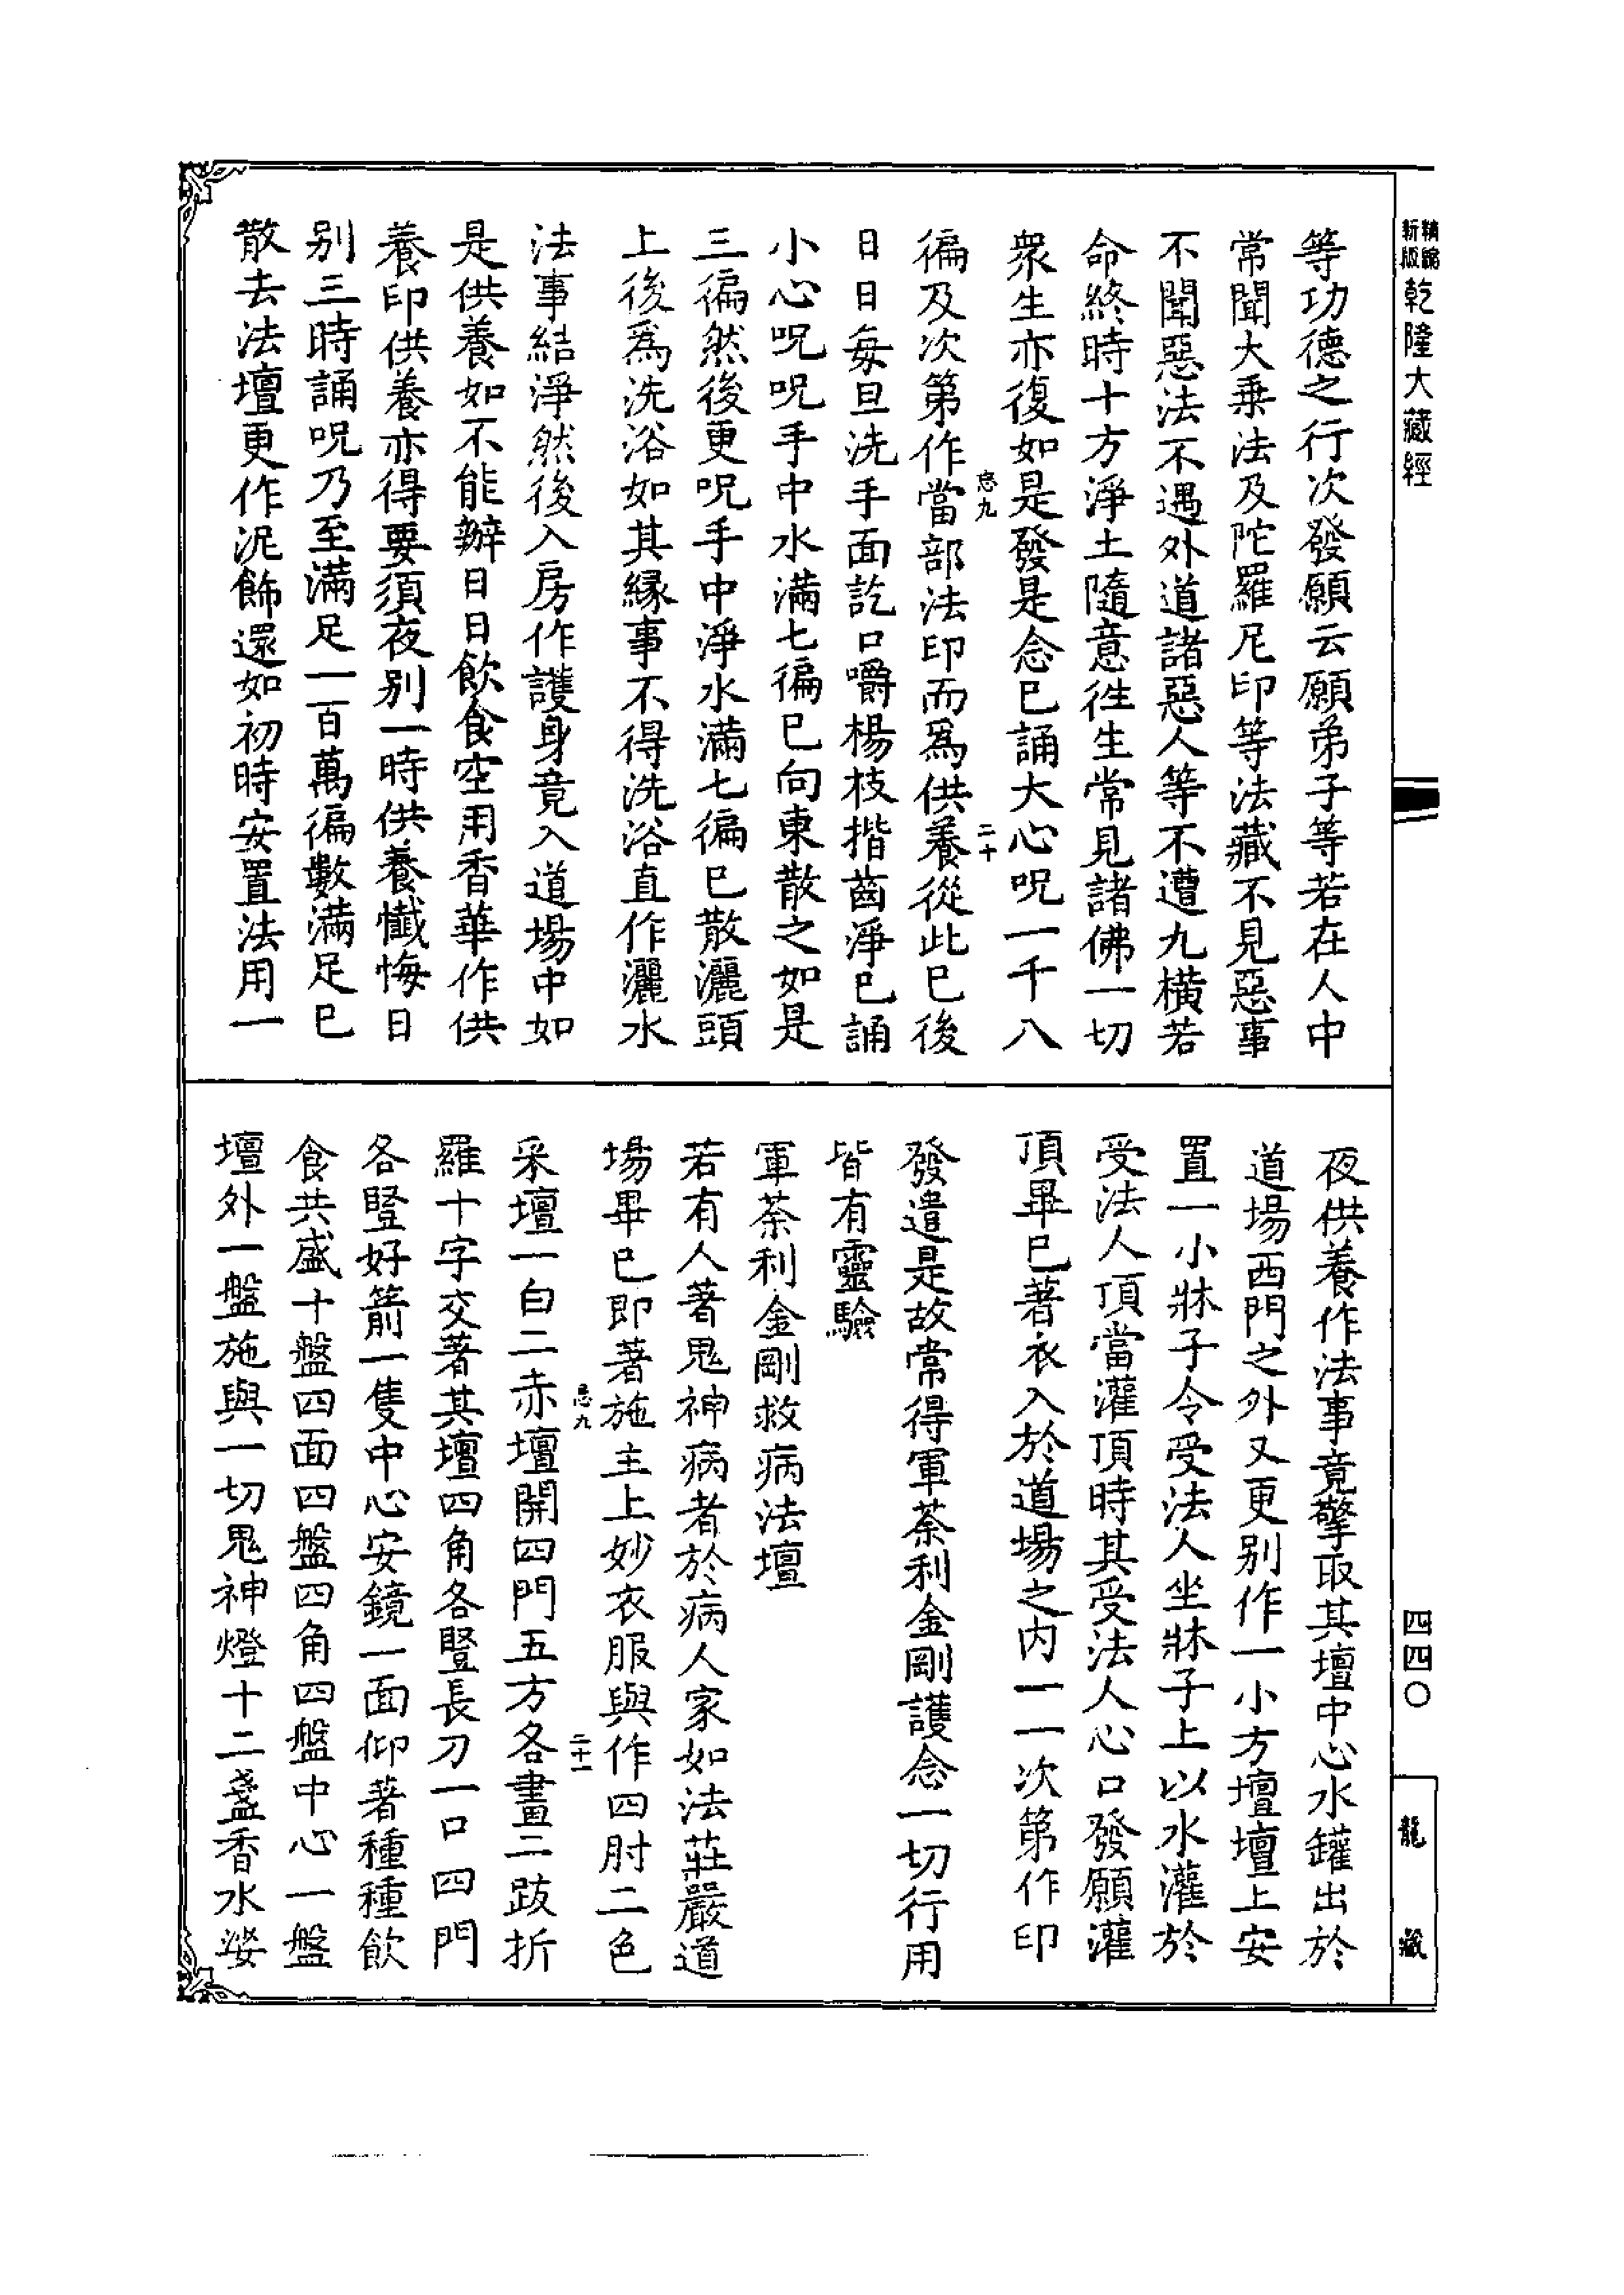 新版
精編
乾隆大藏經
等功德之行次發願云願弟子等若在人中
常聞大乗法及陀羅尼印等法藏不見惡事
不聞惡法不遇外道諸惡人等不遭九橫若
命終時十方淨土隨意徃生常見諸佛一切
衆生亦復如是發是念已誦大心呪一千八
忘九
二十
徧及次第作當部法印而爲供養從此已後
日日每旦洗手面訖口嚼楊枝揩齒淨已誦
小心呪呪手中水滿七徧已向東散之如是
三徧然後更呪手中淨水滿七徧已散灑頭
上後爲洗浴如其縁事不得洗浴直作灑水
法事結淨然後入房作護身竟入道場中如
是供養如不能辦日日飲食空用香華作供
養印供養亦得要須夜别一時供養懺悔日
别三時誦呪乃至滿足一百萬徧數滿足已
散去法壇更作泥飾還如初時安置法用一
夜供養作法事竟擎取其壇中心水罐出於
道場西門之外又更别作一小方壇壇上安
置一小牀子令受法人坐牀子上以水灌於
受法人頂當灌頂時其受法人心口發願灌
頂畢已著衣入於道場之内一一次第作印
發遣是故常得軍荼利金剛護念一切行用
皆有靈驗
軍荼利金剛救病法壇
若有人著鬼神病者於病人家如法莊嚴道
場畢已即著施主上妙衣服與作四肘二色
忘九
二十一
采壇一白二赤壇開四門五方各畫二跋折
羅十字交著其壇四角各豎長刀一口四門
各豎好箭一隻中心安鏡一面仰著種種飲
食共盛十盤四面四盤四角四盤中心一盤
壇外一盤施與一切鬼神燈十二盞香水娑
四四〇
龍藏